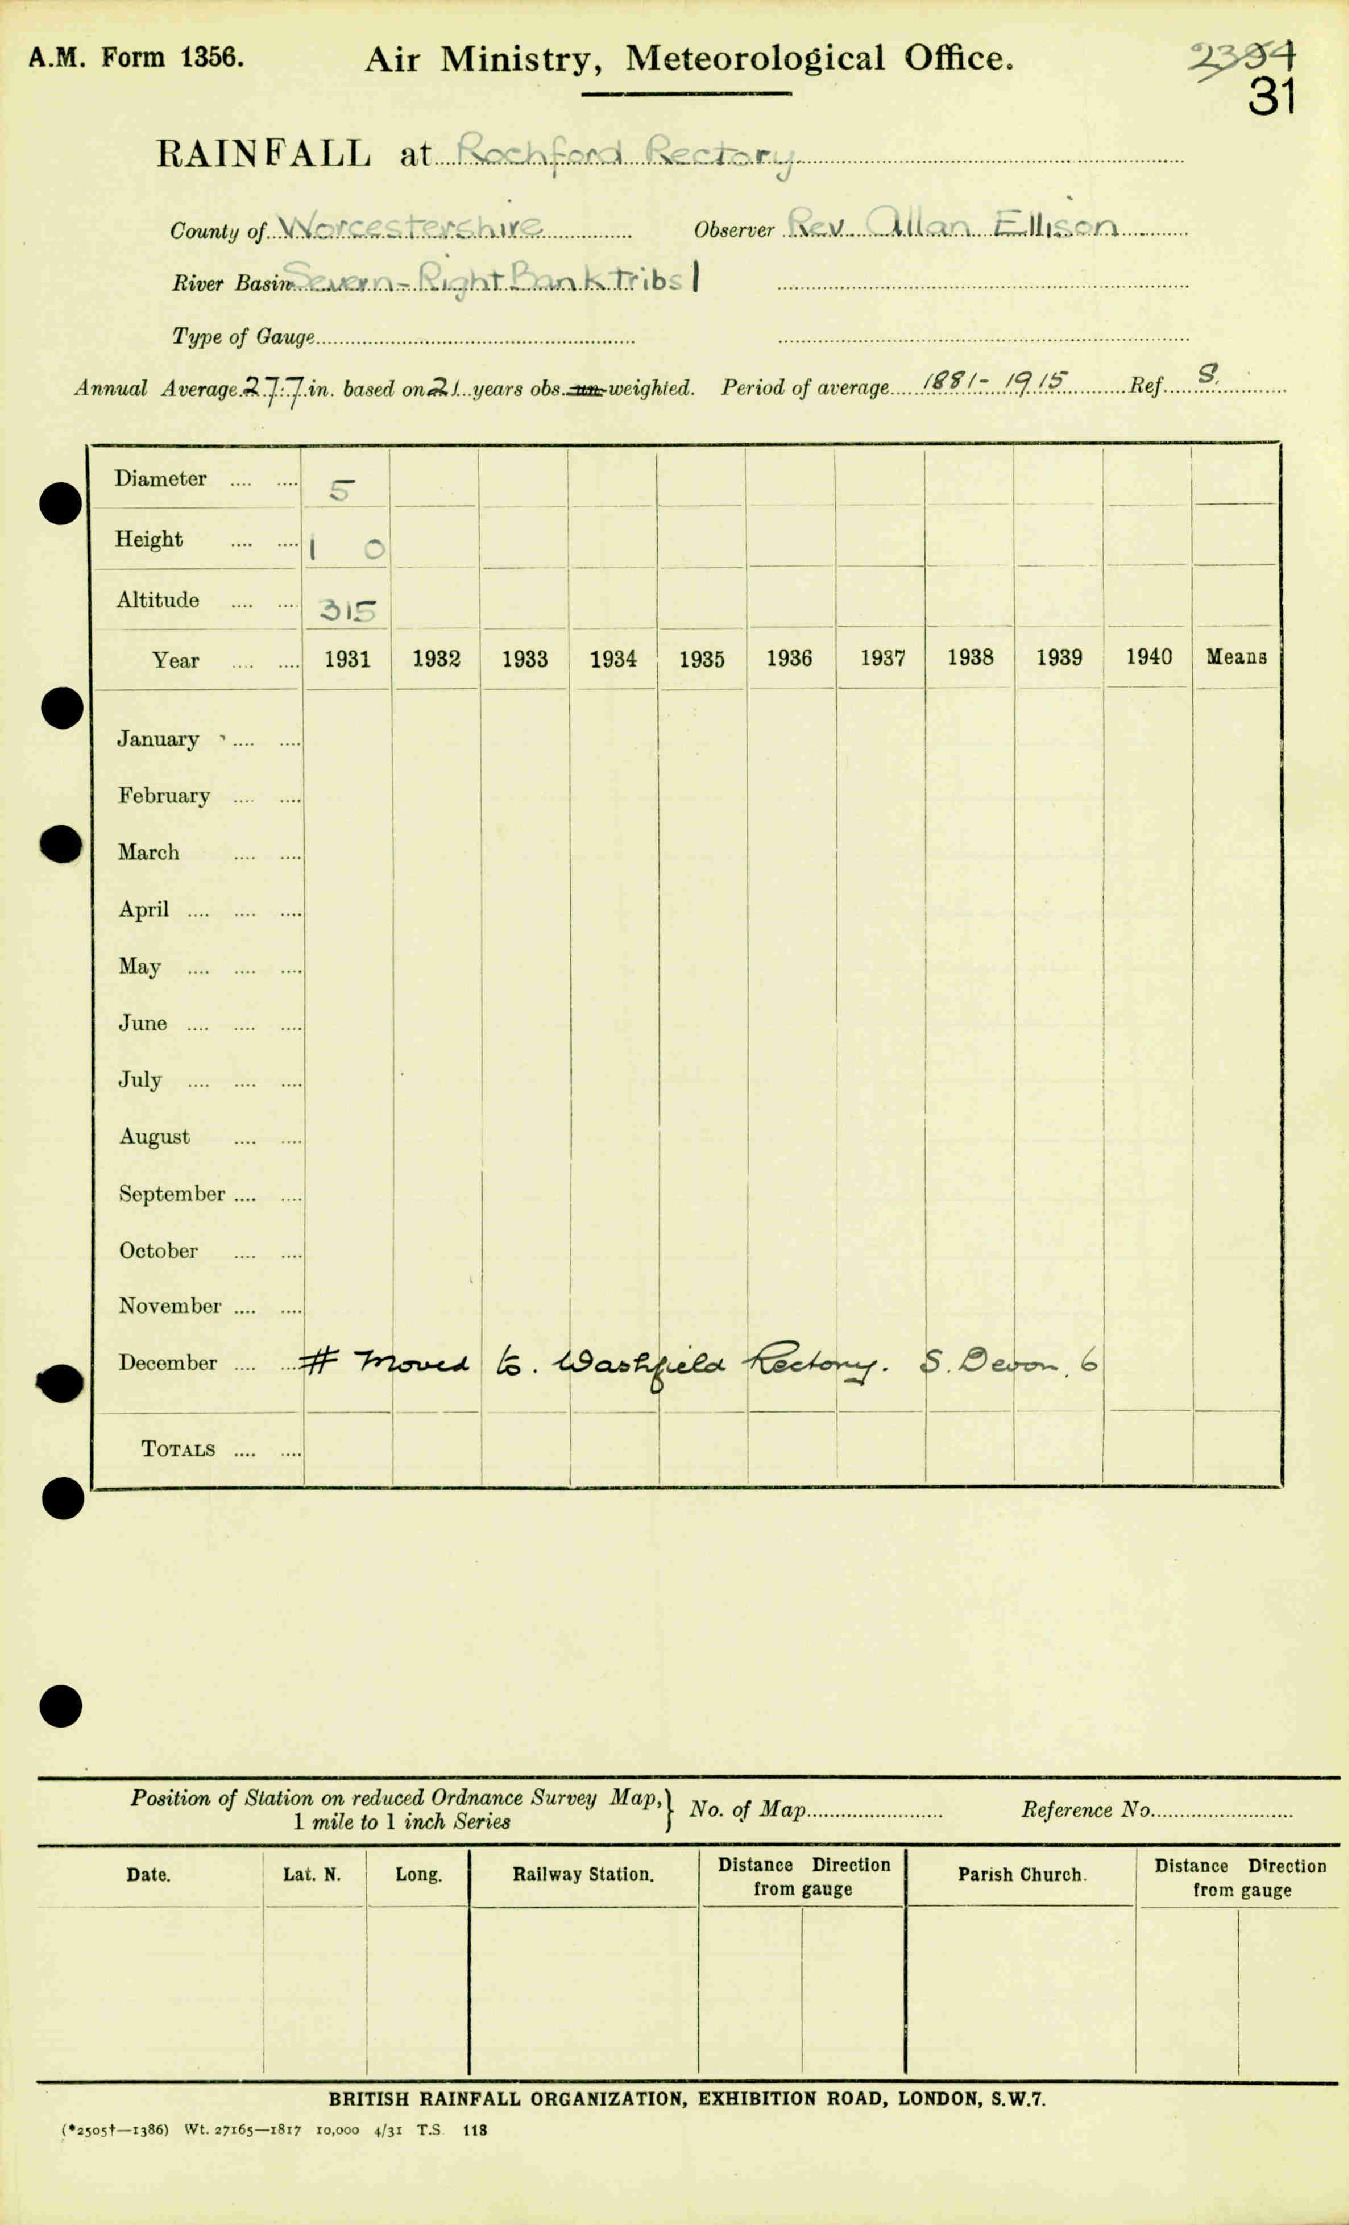 A.M. Form 1356. Air Ministry, Meteorological Office. 2354
31
RAINFALL at Rochford Rectory
County of Worcestershire Observer Rev. Allan Ellison
River Basin Severn - Right Bank Tribs 1
Type of Gauge
Annual Average 27.7 in. based on 21 years obs. un-weighted. Period of average 1881-1915 Ref. S.
Diameter .... .... 5
Height .... .... 1 0
Altitude .... .... 315
Year .... .... 1931 1932 1933 1934 1935 1936 1937 1938 1939 1940 Means
January .... ....
February .... ....
March .... ....
April .... .... ....
May .... .... ....
June .... .... ....
July .... .... ....
August .... ....
September .... ....
October .... ....
November .... ....
December .... .... # Moved to. Washfield Rectory. S. Devon. 6
TOTALS .... ....
Position of Station on reduced Ordnance Survey Map, } No. of Map Reference No.
1 mile to 1 inch Series
Date. Lat. N. Long. Railway Station. Distance Direction from gauge Parish Church. Distance Direction from gauge
BRITISH RAINFALL ORGANIZATION, EXHIBITION ROAD, LONDON, S.W.7.
(*2505†—1386) Wt. 27165—1817 10,000 4/31 T.S. 118